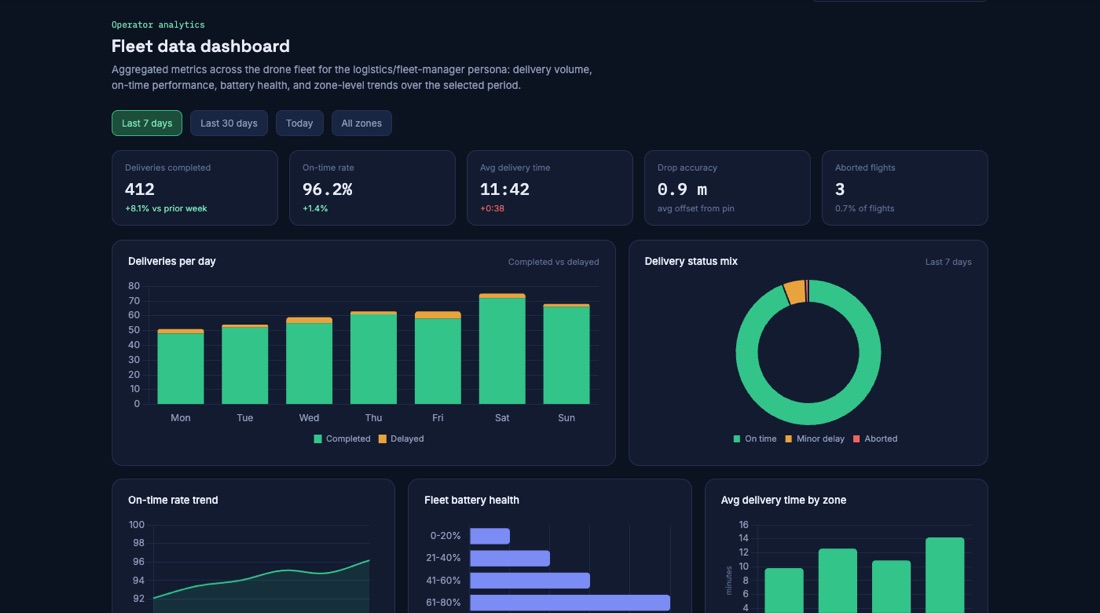 Operator analytics
Fleet data dashboard
Aggregated metrics across the drone fleet for the logistics/fleet-manager persona: delivery volume,
on-time performance, battery health, and zone-level trends over the selected period.
Last 7 days
Last 30 days
Today
All zones
Deliveries completed
412
+8.1% vs prior week
On-time rate
96.2%
+1.4%
Avg delivery time
11:42
+0:38
Drop accuracy
0.9 m
avg offset from pin
Aborted flights
3
0.7% of flights
Deliveries per day
Completed vs delayed
80
70
60
50
40
30
20
10
0
Mon Tue Wed Thu Fri Sat Sun
Completed Delayed
Delivery status mix
Last 7 days
On time Minor delay Aborted
On-time rate trend
100
98
96
94
92
Fleet battery health
0-20%
21-40%
41-60%
61-80%
Avg delivery time by zone
minutes
16
14
12
10
8
6
4